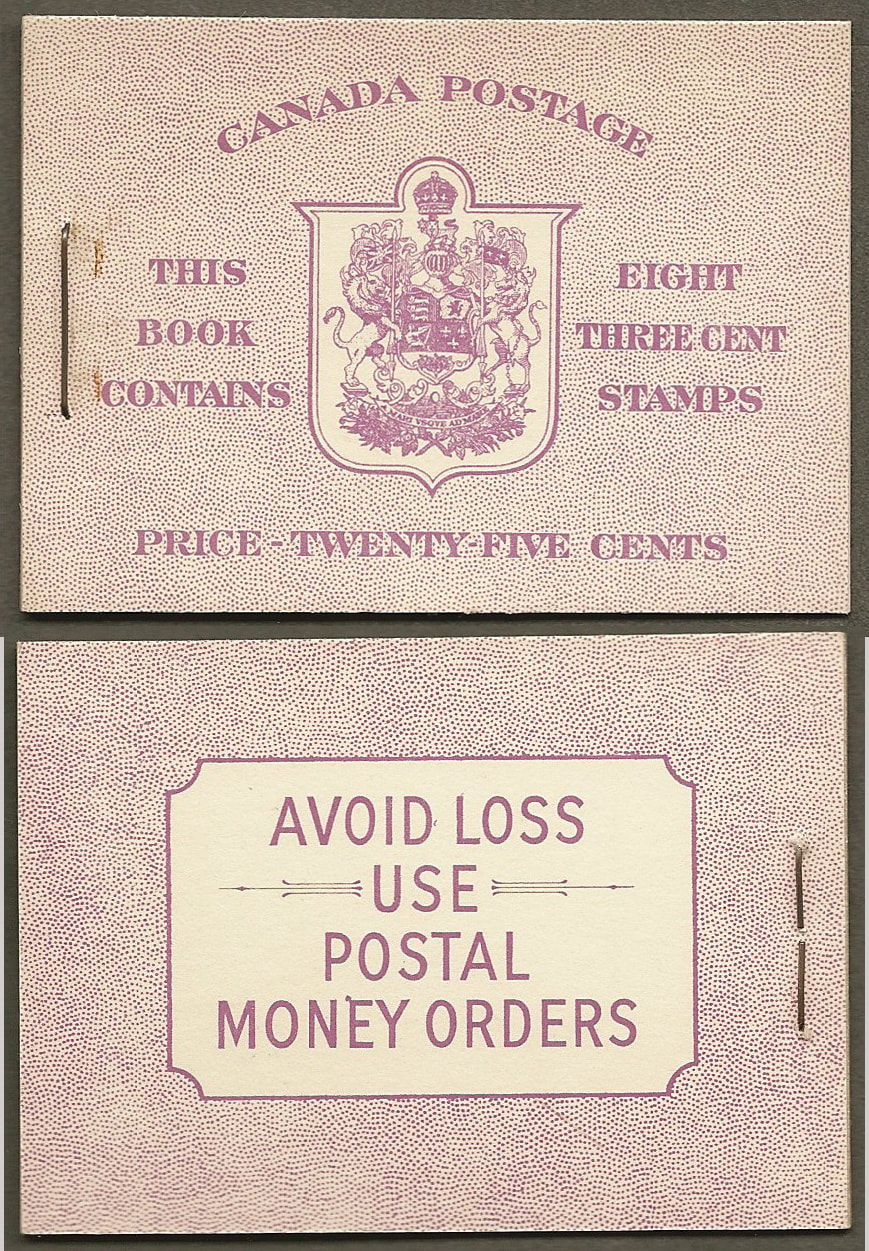 CANADA POSTAGE
THIS
BOOK
CONTAINS
EIGHT
THREE CENT
STAMPS
PRICE - TWENTY-FIVE CENTS
AVOID LOSS
USE
POSTAL
MONEY ORDERS